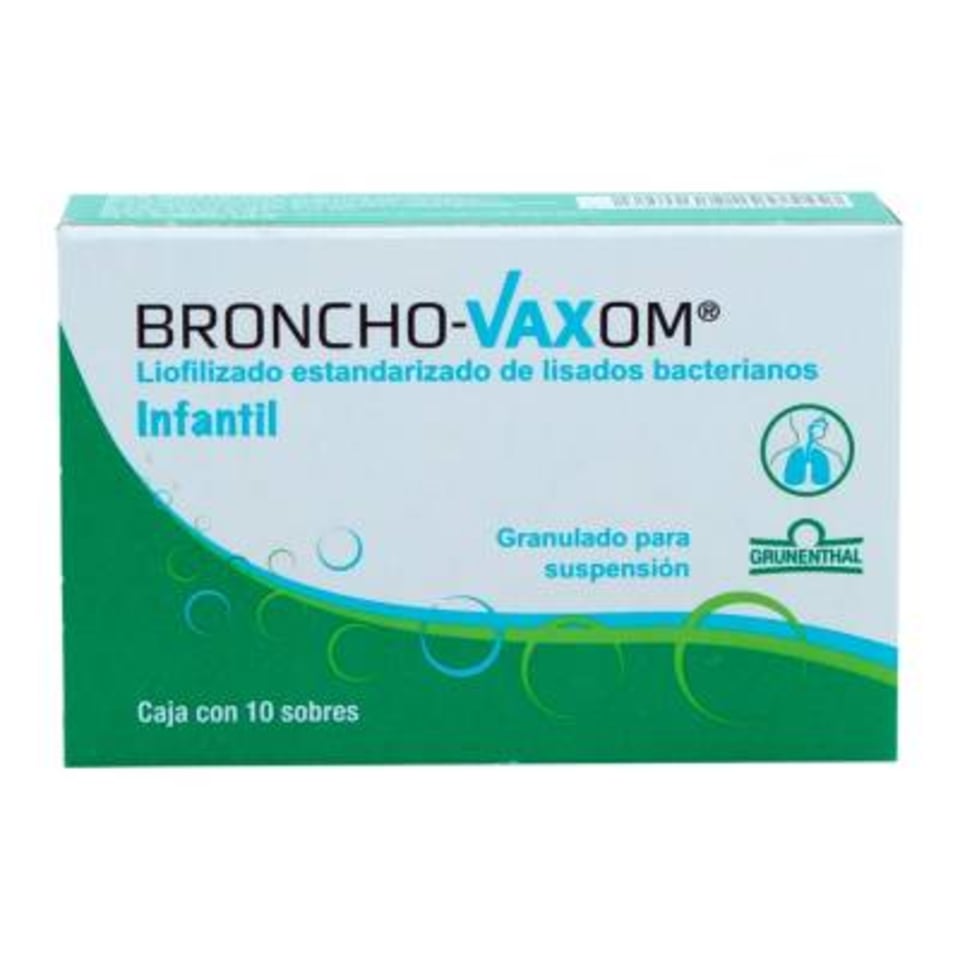 BRONCHO-VAXOM®
Liofilizado estandarizado de lisados bacterianos
Infantil
Granulado para
suspensión
GRUNENTHAL
Caja con 10 sobres